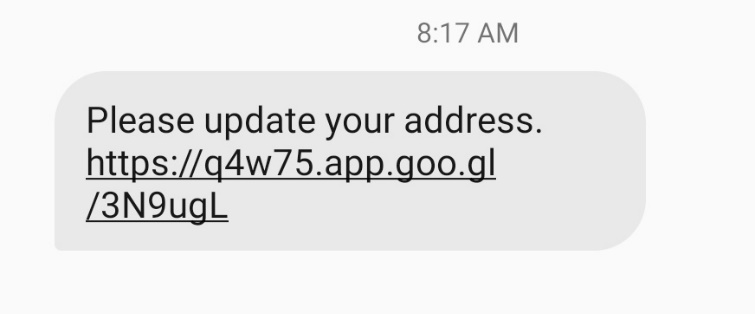 8:17 AM
Please update your address.
https://q4w75.app.goo.gl
/3N9ugL